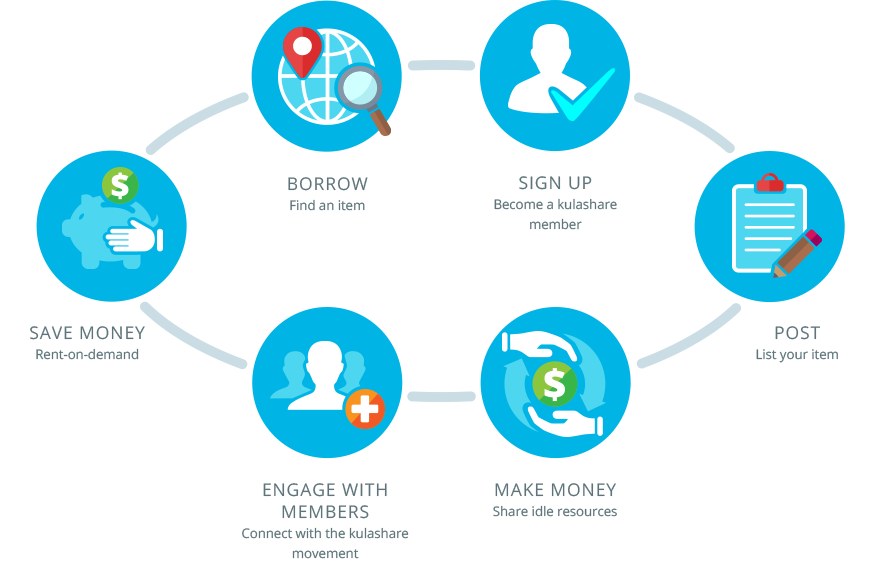 BORROW
Find an item
SIGN UP
Become a kulashare
member
$
SAVE MONEY
Rent-on-demand
POST
List your item
$
ENGAGE WITH
MEMBERS
Connect with the kulashare
movement
MAKE MONEY
Share idle resources